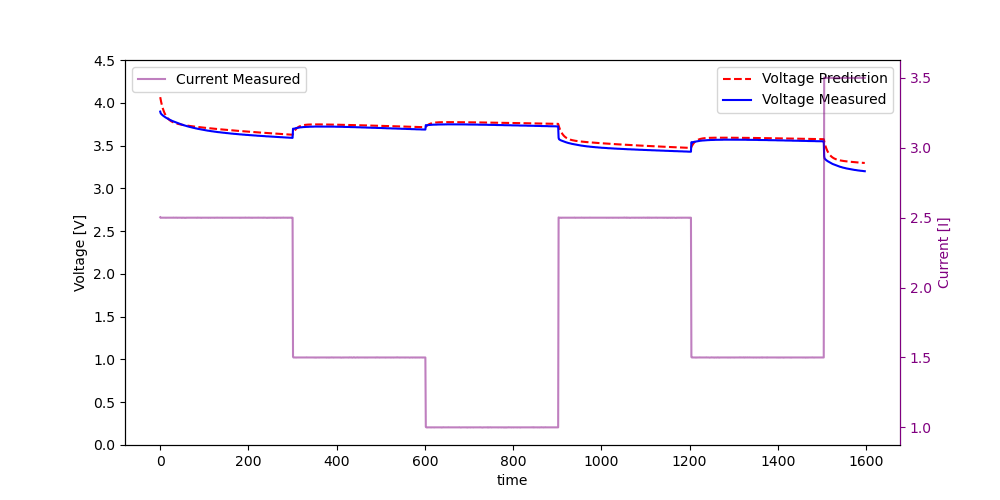 Current Measured
Voltage Prediction
Voltage Measured
4.5
4.0
3.5
3.0
2.5
2.0
1.5
1.0
0.5
0.0
Voltage [V]
3.5
3.0
2.5
2.0
1.5
1.0
Current [I]
0 200 400 600 800 1000 1200 1400 1600
time